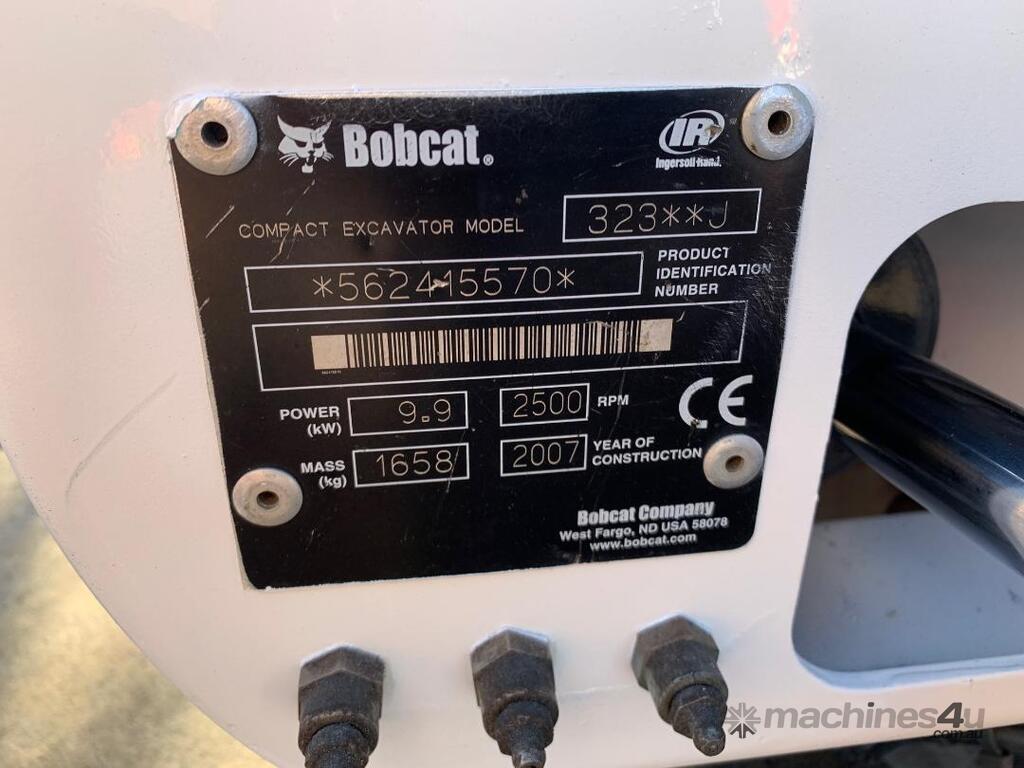 Bobcat®
IR
Ingersoll-Rand
COMPACT EXCAVATOR MODEL 323**J
*562415570*
PRODUCT
IDENTIFICATION
NUMBER
POWER
(kW) 9.9 2500 RPM
CE
MASS
(kg) 1658 2007 YEAR OF
CONSTRUCTION
Bobcat Company
West Fargo, ND USA 58078
www.bobcat.com
machines4u
.com.au